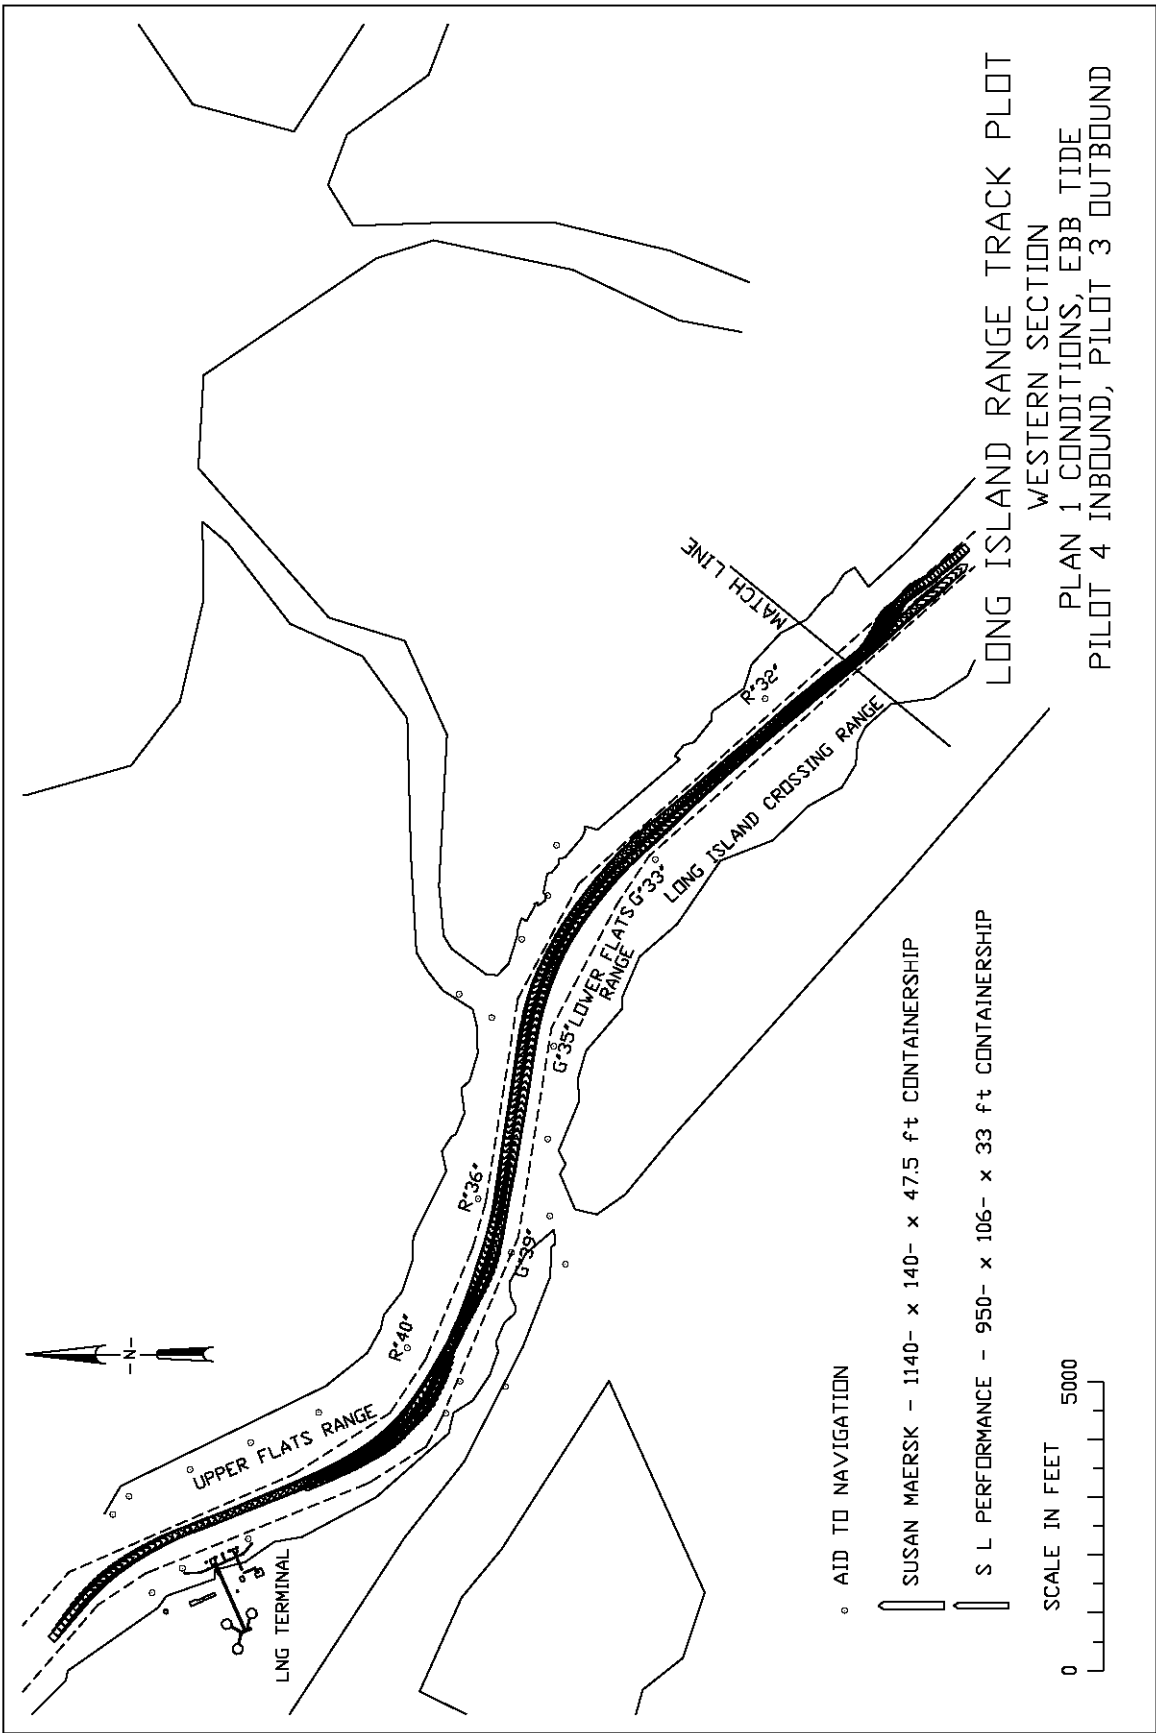 -N-
LNG TERMINAL
UPPER FLATS RANGE
R"40"
G"39"
R"36"
G"35"
LOWER FLATS
RANGE
G"33"
LONG ISLAND CROSSING RANGE
R"32"
MATCH LINE
AID TO NAVIGATION
SUSAN MAERSK - 1140- x 140- x 47.5 ft CONTAINERSHIP
S L PERFORMANCE - 950- x 106- x 33 ft CONTAINERSHIP
SCALE IN FEET
0 5000
LONG ISLAND RANGE TRACK PLOT
WESTERN SECTION
PLAN 1 CONDITIONS, EBB TIDE
PILOT 4 INBOUND, PILOT 3 OUTBOUND